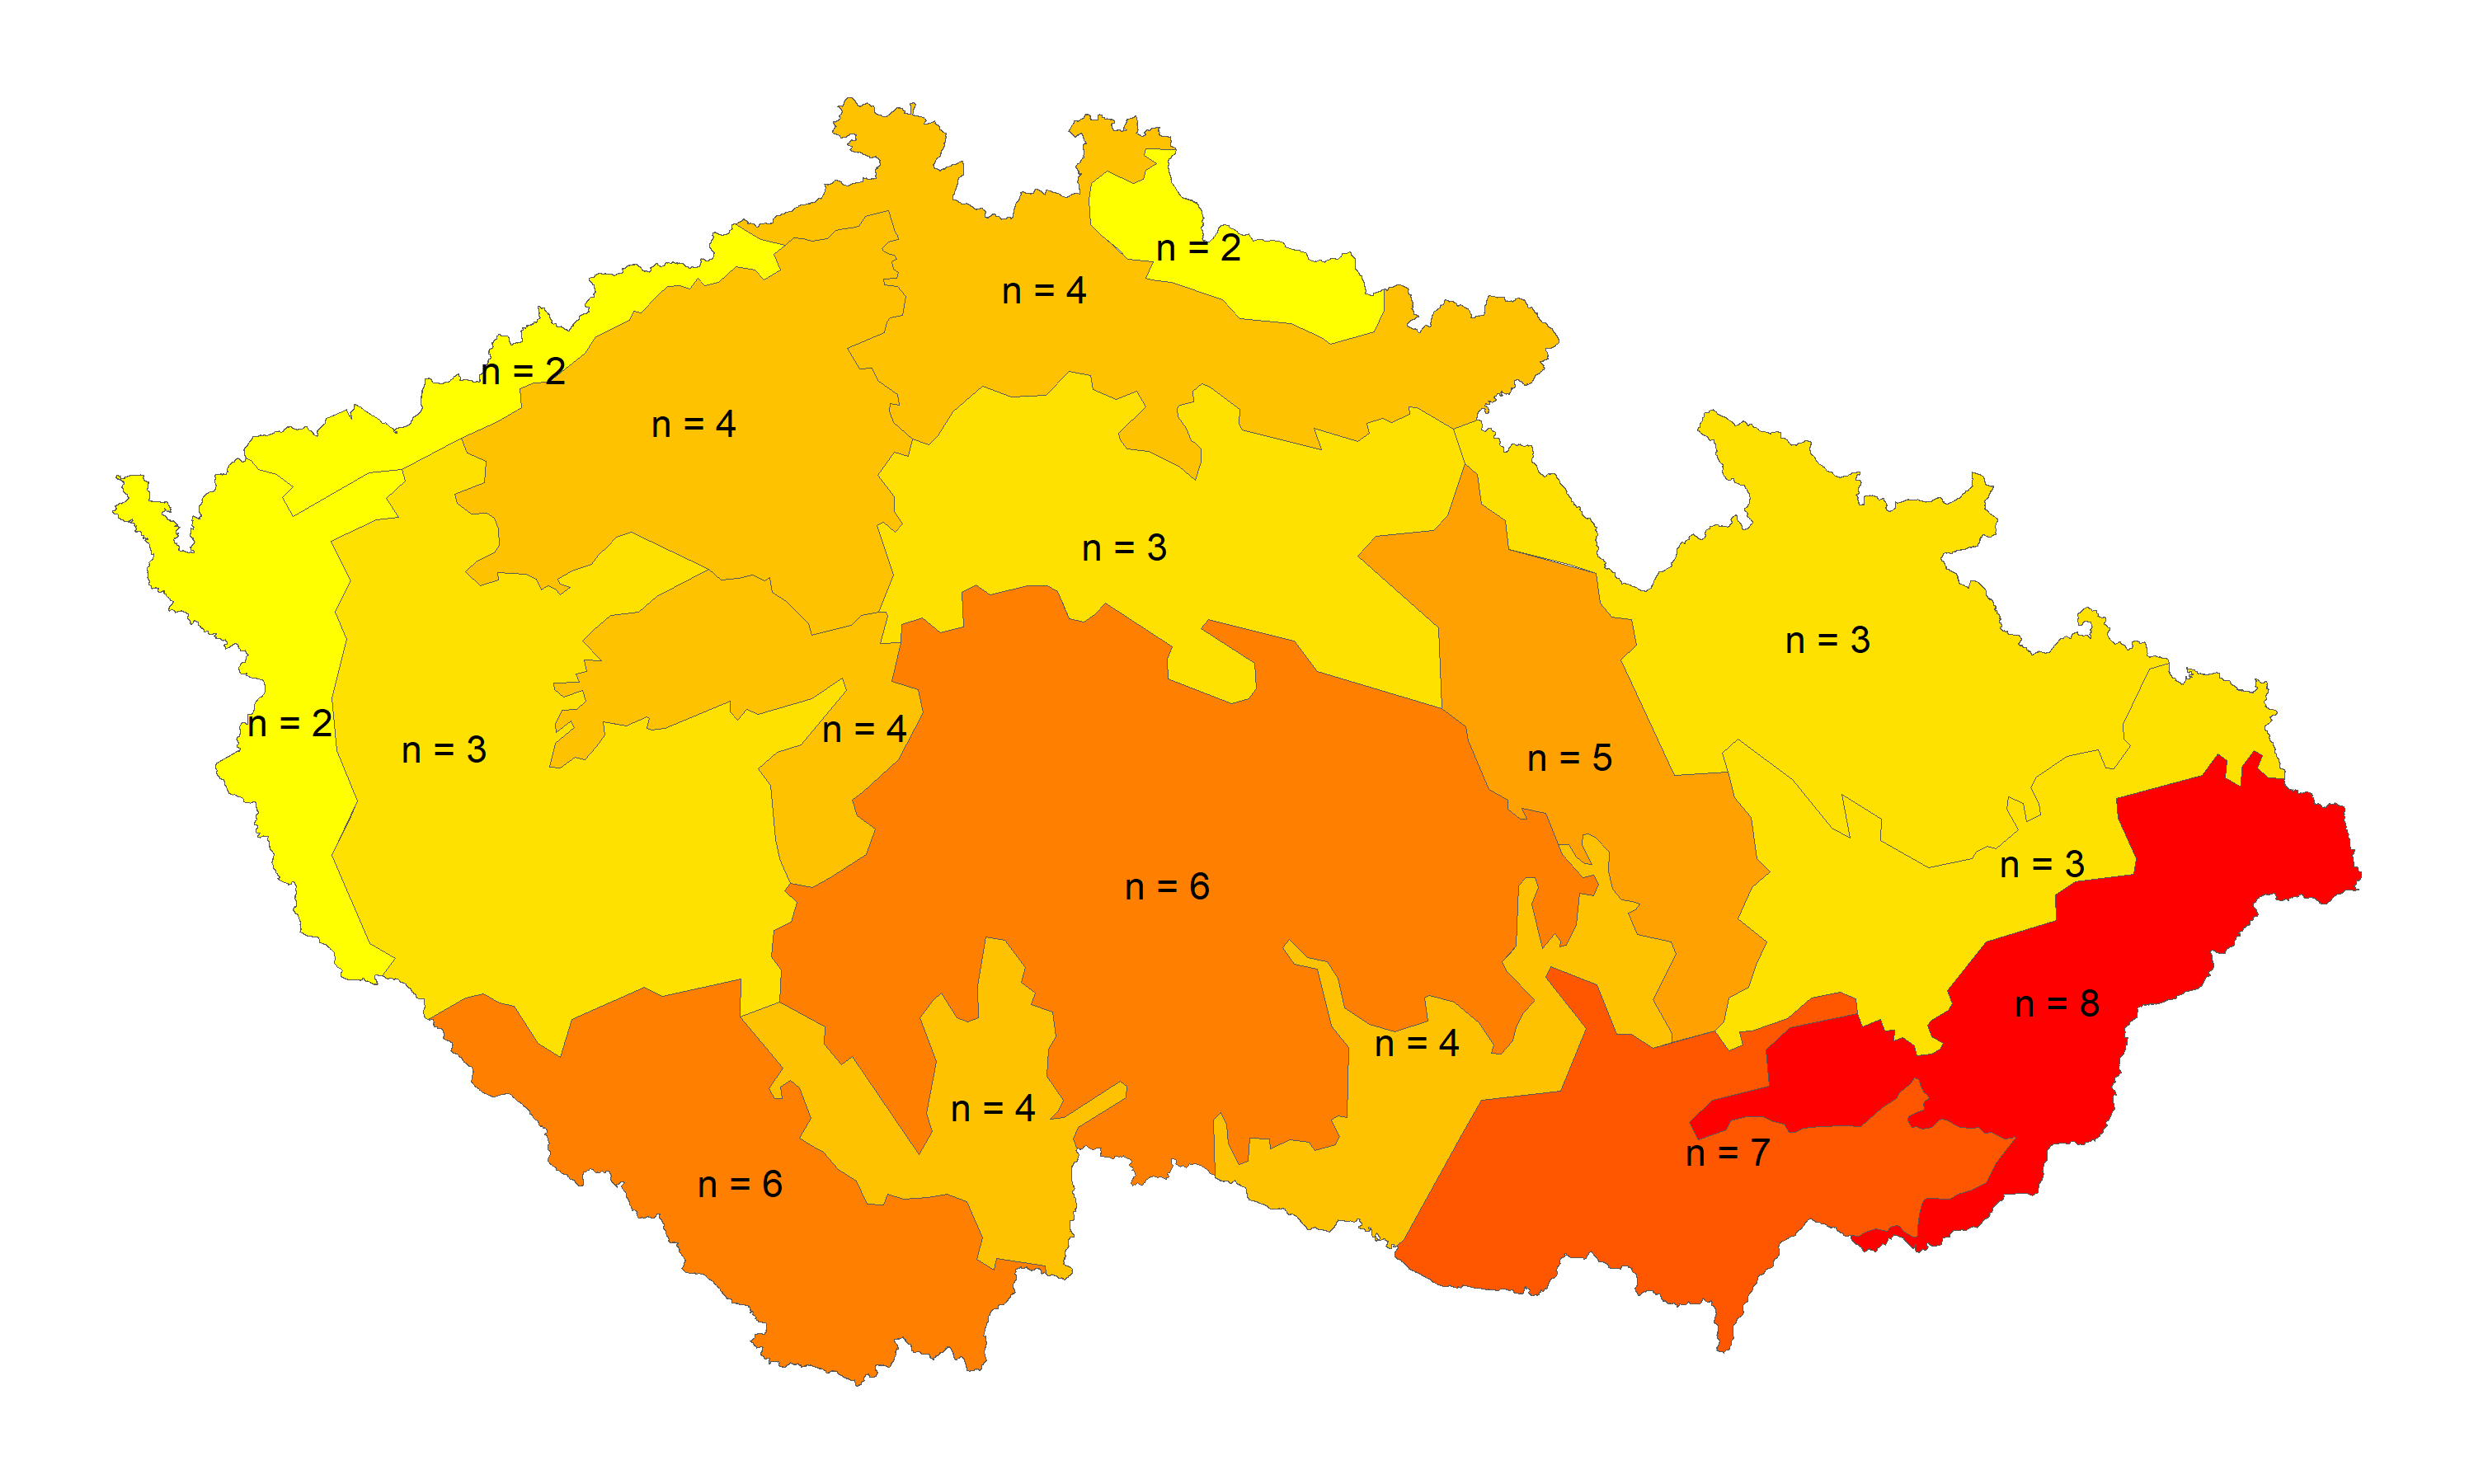 n = 2
n = 4
n = 2
n = 4
n = 3
n = 3
n = 2
n = 3
n = 4
n = 5
n = 3
n = 6
n = 8
n = 4
n = 4
n = 7
n = 6